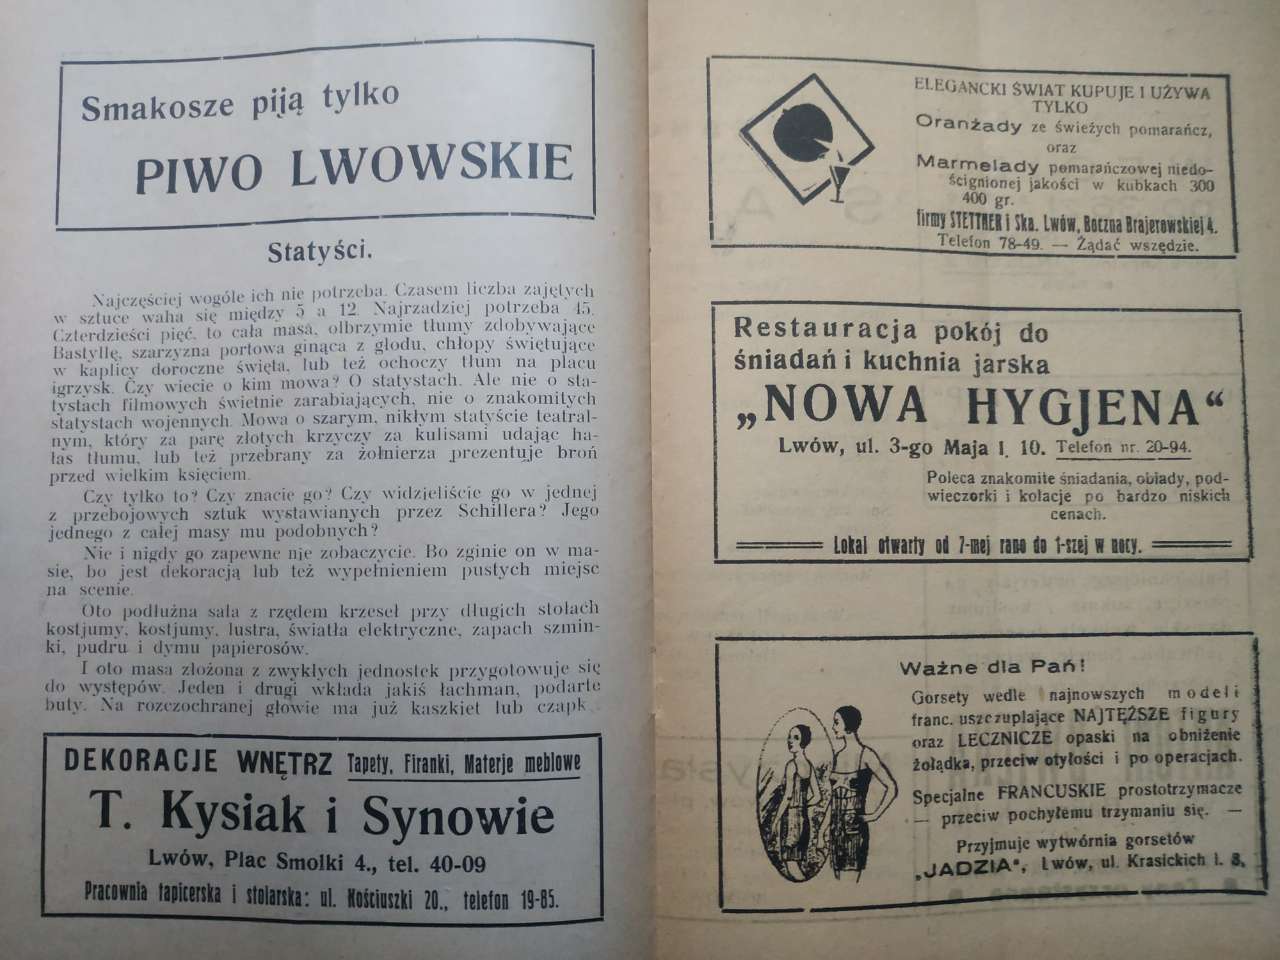 Smakosze piją tylko
PIWO LWOWSKIE
Statyści.
Najczęściej wogóle ich nie potrzeba. Czasem liczba zajętych
w sztuce waha się między 5 a 12. Najrzadziej potrzeba 45.
Czterdzieści pięć, to cała masa, olbrzymie tłumy zdobywające
Bastyllę, szarzyzna portowa ginąca z głodu, chłopy świętujące
w kaplicy doroczne święta, lub też ochoczy tłum na placu
igrzysk. Czy wiecie o kim mowa? O statystach. Ale nie o sta-
tystach filmowych świetnie zarabiających, nie o znakomitych
statystach wojennych. Mowa o szarym, nikłym statyście teatral-
nym, który za parę złotych krzyczy za kulisami udając ha-
łas tłumu, lub też przebrany za żołnierza prezentuje broń
przed wielkim księciem.
Czy tylko to? Czy znacie go? Czy widzieliście go w jednej
z przebojowych sztuk wystawianych przez Schillera? Jego
jednego z całej masy mu podobnych?
Nie i nigdy go zapewne nie zobaczycie. Bo zginie on w ma-
sie, bo jest dekoracją lub też wypełnieniem pustych miejsc
na scenie.
Oto podłużna sala z rzędem krzeseł przy długich stołach
kostjumy, kostjumy, lustra, światła elektryczne, zapach szmin-
ki, pudru i dymu papierosów.
I oto masa złożona z zwykłych jednostek przygotowuje się
do występów. Jeden i drugi wkłada jakiś łachman, podarte
buty. Na rozczochranej głowie ma już kaszkiet lub czapk
DEKORACJE WNĘTRZ Tapety, Firanki, Materje meblowe
T. Kysiak i Synowie
Lwów, Plac Smolki 4., tel. 40-09
Pracownia tapicerska i stolarska: ul. Kościuszki 20., telefon 19-85.
ELEGANCKI ŚWIAT KUPUJE I UŻYWA
TYLKO
Oranżady ze świeżych pomarańcz,
oraz
Marmelady pomarańczowej niedo-
ścignionej jakości w kubkach 300
400 gr.
firmy STETTNER i Ska. Lwów, Boczna Brajerowskiej 4.
Telefon 78-49. — Żądać wszędzie.
Restauracja pokój do
śniadań i kuchnia jarska
„NOWA HYGJENA“
Lwów, ul. 3-go Maja l. 10. Telefon nr. 20-94.
Poleca znakomite śniadania, obiady, pod-
wieczorki i kolacje po bardzo niskich
cenach.
Lokal otwarty od 7-mej rano do 1-szej w nocy.
Ważne dla Pań!
Gorsety wedle najnowszych modeli
franc. uszczuplające NAJTĘŻSZE figury
oraz LECZNICZE opaski na obniżenie
żołądka, przeciw otyłości i po operacjach.
Specjalne FRANCUSKIE prostotrzymacze
— przeciw pochyłemu trzymaniu się. —
Przyjmuje wytwórnia gorsetów
„JADZIA“, Lwów, ul. Krasickich l. 8.